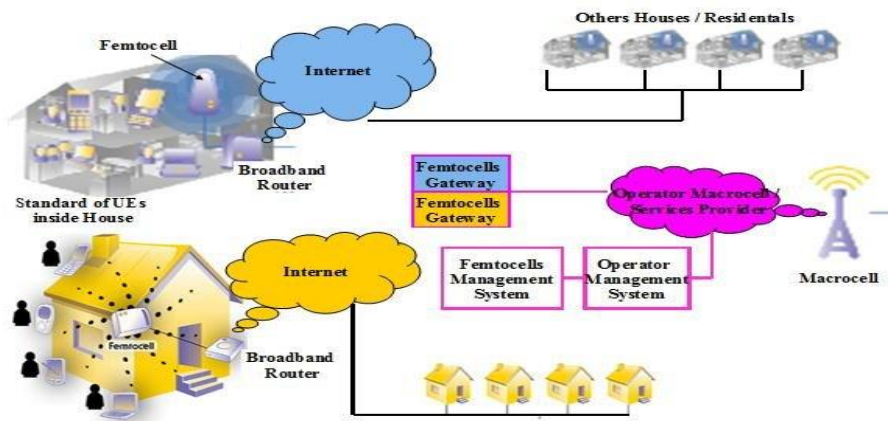 Others Houses / Residentals
Femtocell
Internet
Broadband
Router
Standard of UEs
inside House
Femtocells
Gateway
Femtocells
Gateway
Operator Macrocell /
Services Provider
Macrocell
Internet
Femtocells
Management
System
Operator
Management
System
Femtocell
Broadband
Router